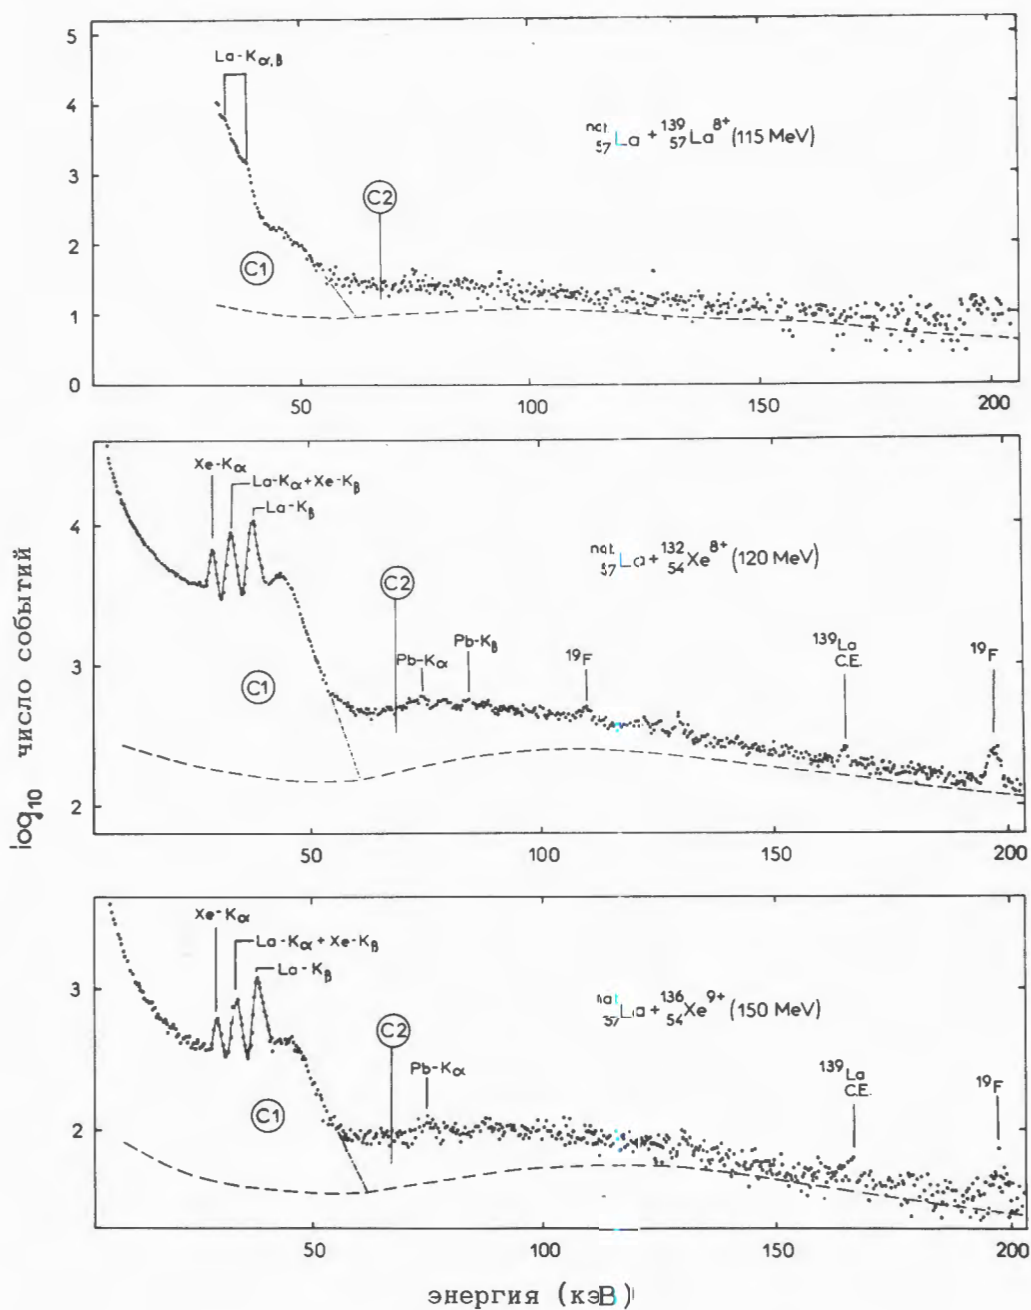 5
4
3
2
1
0
La-Kα,β
C1
C2
nat 57La + 139 57La8+ (115 MeV)
50
100
150
200
log10 число событий
4
3
2
Xe-Kα
La-Kα+Xe-Kβ
La-Kβ
C1
C2
Pb-Kα
Pb-Kβ
19F
139La
C.E.
19F
nat 57La + 132 54Xe8+ (120 MeV)
50
100
150
200
3
2
Xe-Kα
La-Kα+Xe-Kβ
La-Kβ
C1
C2
Pb-Kα
139La
C.E.
19F
57La + 136 54Xe9+ (150 MeV)
50
100
150
200
энергия (кэВ)